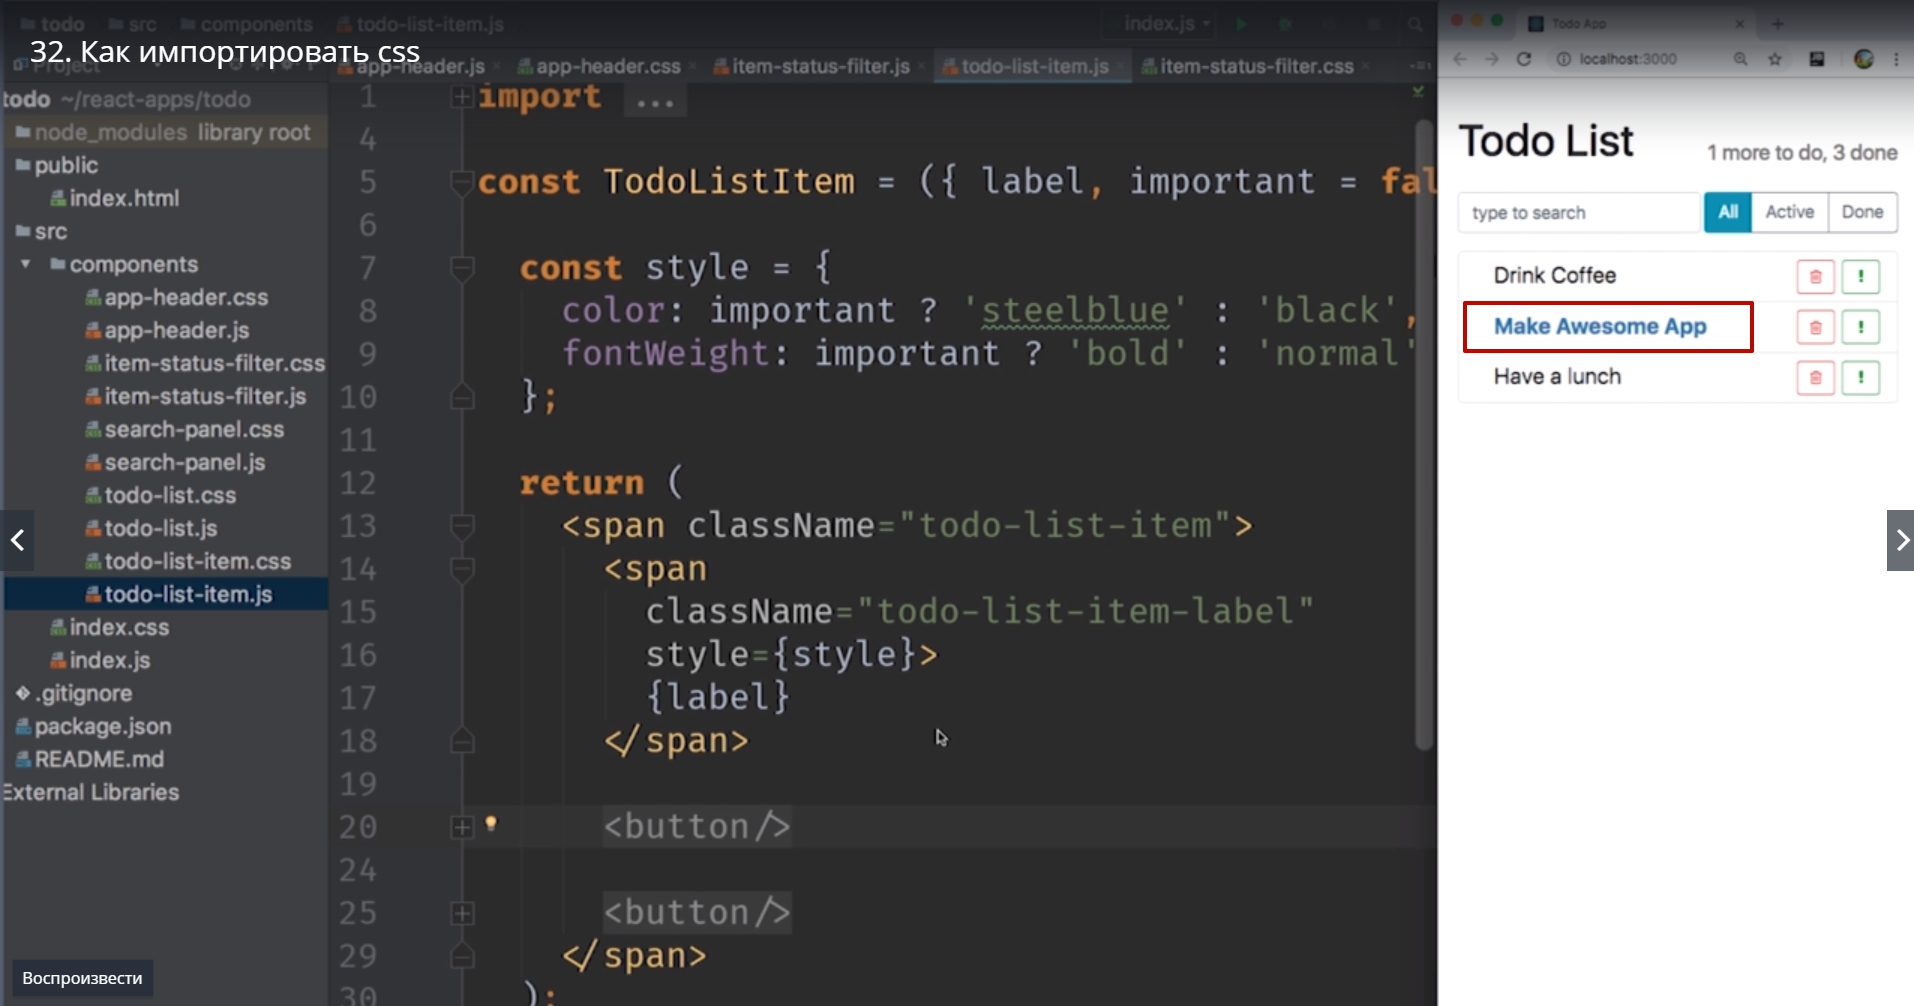 todo src components todo-list-item.js index.js
32. Как импортировать css
Project
app-header.js app-header.css item-status-filter.js todo-list-item.js item-status-filter.css
todo ~/react-apps/todo
node_modules library root
public
index.html
src
components
app-header.css
app-header.js
item-status-filter.css
item-status-filter.js
search-panel.css
search-panel.js
todo-list.css
todo-list.js
todo-list-item.css
todo-list-item.js
index.css
index.js
.gitignore
package.json
README.md
External Libraries
Воспроизвести
1 import ...
4
5 const TodoListItem = ({ label, important = fal
6
7 const style = {
8 color: important ? 'steelblue' : 'black',
9 fontWeight: important ? 'bold' : 'normal'
10 };
11
12 return (
13 <span className="todo-list-item">
14 <span
15 className="todo-list-item-label"
16 style={style}>
17 {label}
18 </span>
19
20 <button/>
24
25 <button/>
29 </span>
30 );
Todo App
localhost:3000
Todo List
1 more to do, 3 done
type to search All Active Done
Drink Coffee !
Make Awesome App !
Have a lunch !